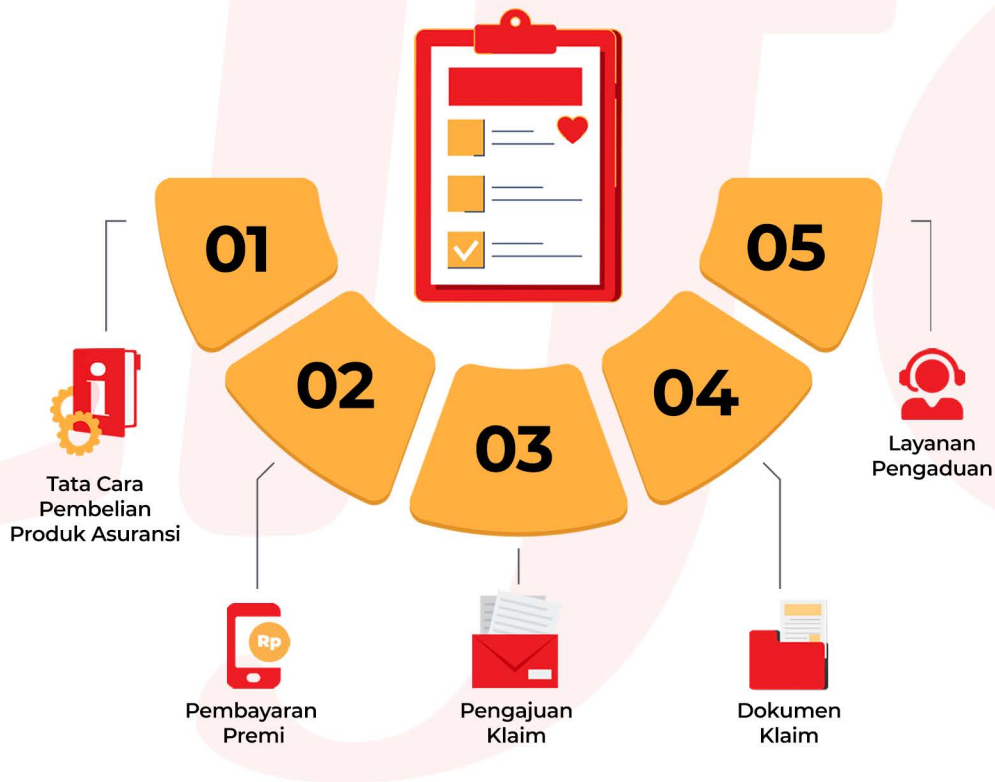 01
Tata Cara
Pembelian
Produk Asuransi
02
Rp
Pembayaran
Premi
03
Pengajuan
Klaim
04
Dokumen
Klaim
05
Layanan
Pengaduan